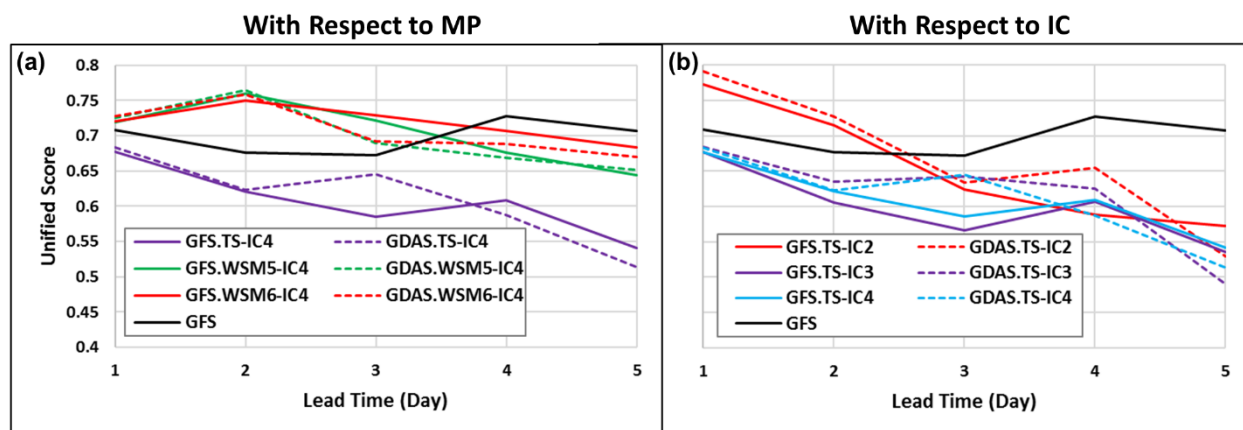 With Respect to MP
With Respect to IC
(a)
Unified Score
0.8
0.75
0.7
0.65
0.6
0.55
0.5
0.45
0.4
GFS.TS-IC4 GDAS.TS-IC4
GFS.WSM5-IC4 GDAS.WSM5-IC4
GFS.WSM6-IC4 GDAS.WSM6-IC4
GFS
1 2 3 4 5
Lead Time (Day)
(b)
GFS.TS-IC2 GDAS.TS-IC2
GFS.TS-IC3 GDAS.TS-IC3
GFS.TS-IC4 GDAS.TS-IC4
GFS
1 2 3 4 5
Lead Time (Day)